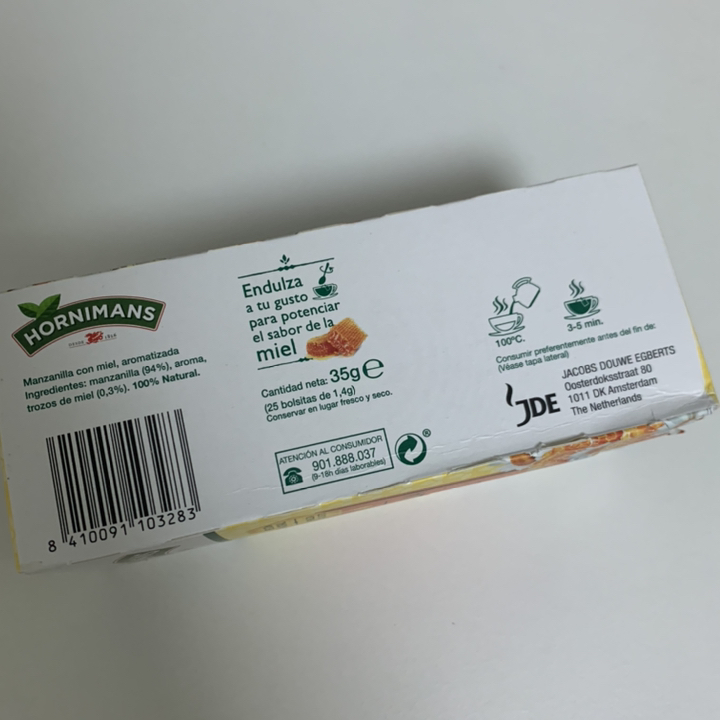 HORNIMANS
Manzanilla con miel, aromatizada
Ingredientes: manzanilla (94%), aroma,
trozos de miel (0,3%). 100% Natural.
8 410091 103283
Endulza
a tu gusto
para potenciar
el sabor de la
miel
Cantidad neta: 35g e
(25 bolsitas de 1,4g)
Conservar en lugar fresco y seco.
ATENCIÓN AL CONSUMIDOR
901.888.037
(9-18h días laborables)
®
100ºC.
3-5 min.
Consumir preferentemente antes del fin de:
(Véase tapa lateral)
JDE
JACOBS DOUWE EGBERTS
Oosterdoksstraat 80
1011 DK Amsterdam
The Netherlands